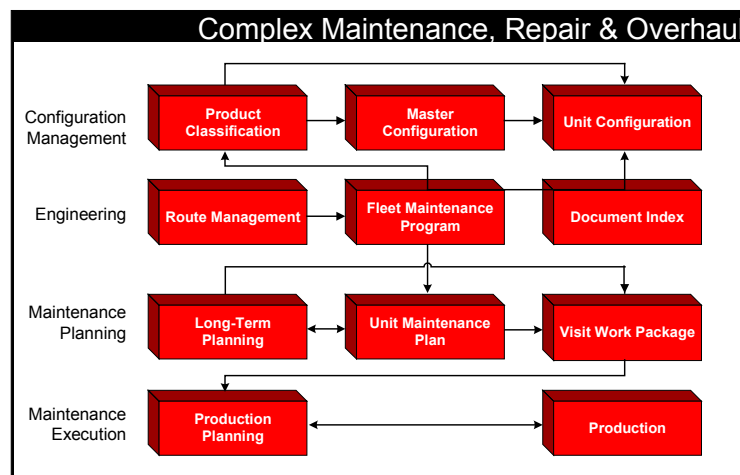 Complex Maintenance, Repair & Overhaul
Configuration
Management
Product
Classification
Master
Configuration
Unit Configuration
Engineering
Route Management
Fleet Maintenance
Program
Document Index
Maintenance
Planning
Long-Term
Planning
Unit Maintenance
Plan
Visit Work Package
Maintenance
Execution
Production
Planning
Production